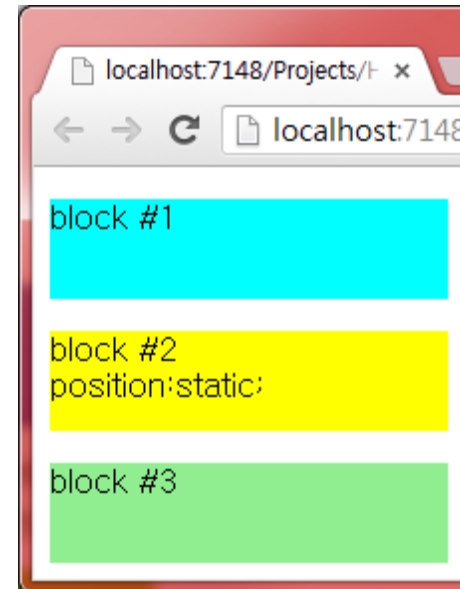 localhost:7148/Projects/H
localhost:7148
block #1
block #2
position:static;
block #3